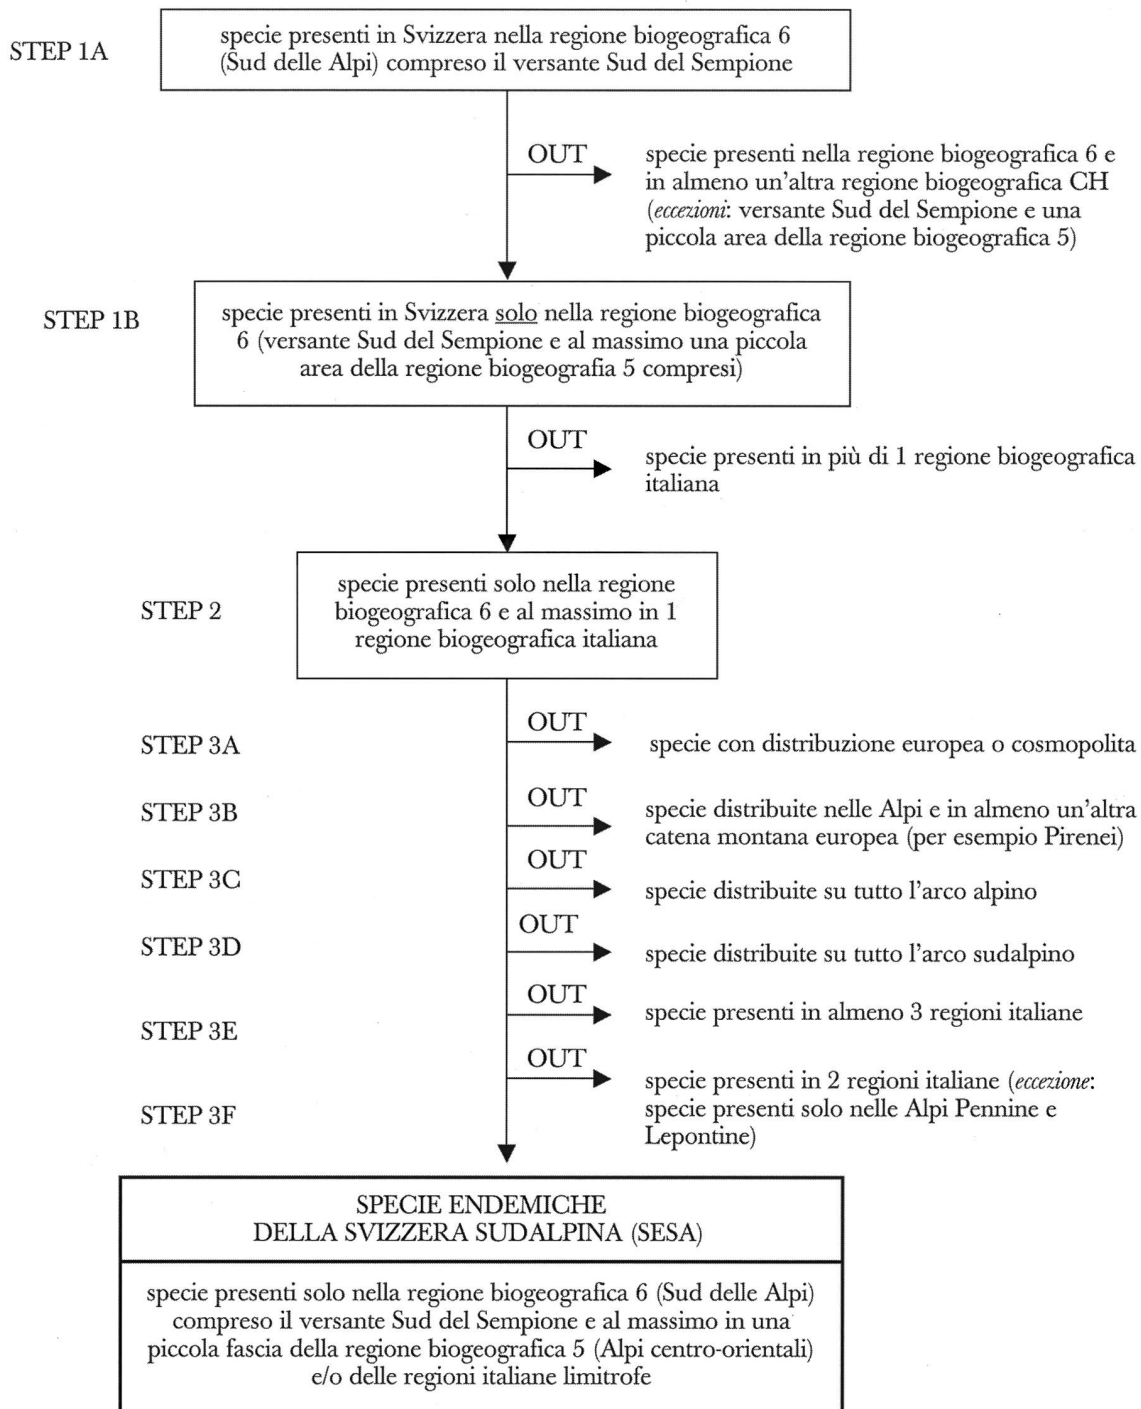 STEP 1A
specie presenti in Svizzera nella regione biogeografica 6
(Sud delle Alpi) compreso il versante Sud del Sempione
OUT
specie presenti nella regione biogeografica 6 e
in almeno un'altra regione biogeografica CH
(eccezioni: versante Sud del Sempione e una
piccola area della regione biogeografica 5)
STEP 1B
specie presenti in Svizzera solo nella regione biogeografica
6 (versante Sud del Sempione e al massimo una piccola
area della regione biogeografia 5 compresi)
OUT
specie presenti in più di 1 regione biogeografica
italiana
STEP 2
specie presenti solo nella regione
biogeografica 6 e al massimo in 1
regione biogeografica italiana
OUT
STEP 3A
specie con distribuzione europea o cosmopolita
OUT
STEP 3B
specie distribuite nelle Alpi e in almeno un'altra
catena montana europea (per esempio Pirenei)
OUT
STEP 3C
specie distribuite su tutto l'arco alpino
OUT
STEP 3D
specie distribuite su tutto l'arco sudalpino
OUT
STEP 3E
specie presenti in almeno 3 regioni italiane
OUT
STEP 3F
specie presenti in 2 regioni italiane (eccezione:
specie presenti solo nelle Alpi Pennine e
Lepontine)
SPECIE ENDEMICHE
DELLA SVIZZERA SUDALPINA (SESA)
specie presenti solo nella regione biogeografica 6 (Sud delle Alpi)
compreso il versante Sud del Sempione e al massimo in una
piccola fascia della regione biogeografica 5 (Alpi centro-orientali)
e/o delle regioni italiane limitrofe